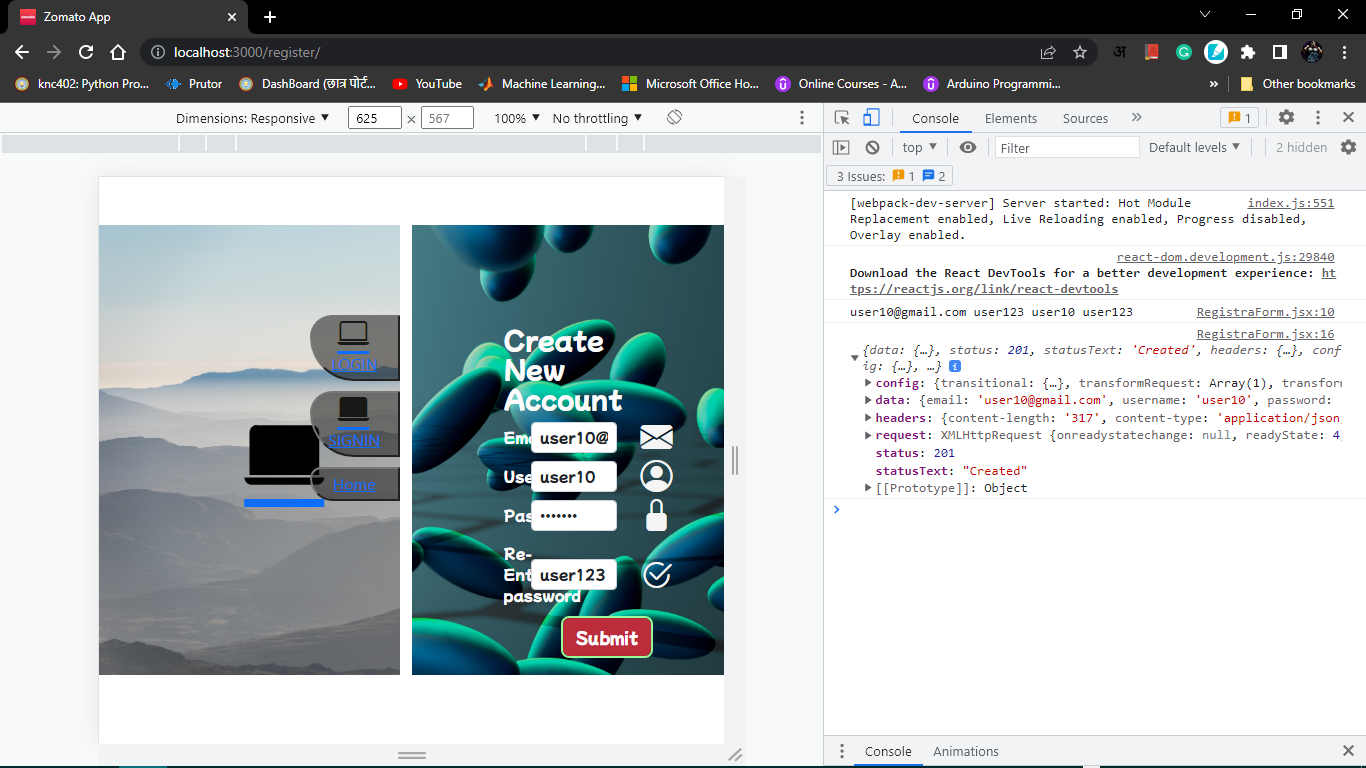 Zomato App
localhost:3000/register/
अ
knc402: Python Pro...
Prutor
DashBoard (छात्र पोर्ट...
YouTube
Machine Learning...
Microsoft Office Ho...
Online Courses - A...
Arduino Programmi...
»
Other bookmarks
Dimensions: Responsive
625 × 567
100%
No throttling
Console
Elements
Sources
»
1
top
Filter
Default levels
2 hidden
3 Issues: 1 2
LOGIN
SIGNIN
Home
Create
New
Account
Ema
user10@
Use
user10
Pas
•••••••
Re-
Ent
user123
password
Submit
[webpack-dev-server] Server started: Hot Module index.js:551
Replacement enabled, Live Reloading enabled, Progress disabled,
Overlay enabled.
react-dom.development.js:29840
Download the React DevTools for a better development experience: ht
tps://reactjs.org/link/react-devtools
user10@gmail.com user123 user10 user123 RegistraForm.jsx:10
RegistraForm.jsx:16
{data: {…}, status: 201, statusText: 'Created', headers: {…}, conf
ig: {…}, …} i
config: {transitional: {…}, transformRequest: Array(1), transform
data: {email: 'user10@gmail.com', username: 'user10', password:
headers: {content-length: '317', content-type: 'application/json
request: XMLHttpRequest {onreadystatechange: null, readyState: 4
status: 201
statusText: "Created"
[[Prototype]]: Object
Console
Animations